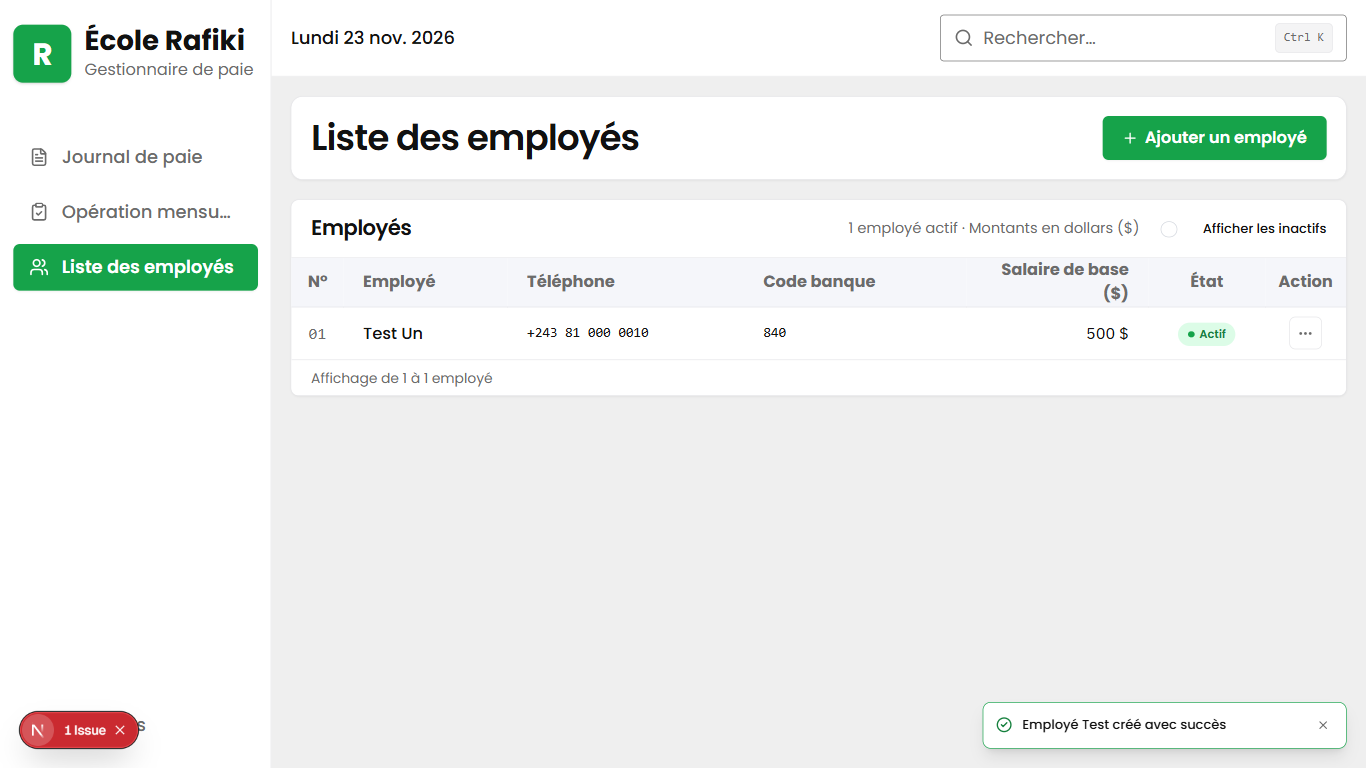 R
École Rafiki
Gestionnaire de paie
Lundi 23 nov. 2026
Rechercher...
Ctrl K
Journal de paie
Opération mensu...
Liste des employés
Liste des employés
+ Ajouter un employé
Employés
1 employé actif · Montants en dollars ($)
Afficher les inactifs
N° Employé Téléphone Code banque Salaire de base ($) État Action
01 Test Un +243 81 000 0010 840 500 $ Actif ...
Affichage de 1 à 1 employé
N 1 Issue
s
Employé Test créé avec succès